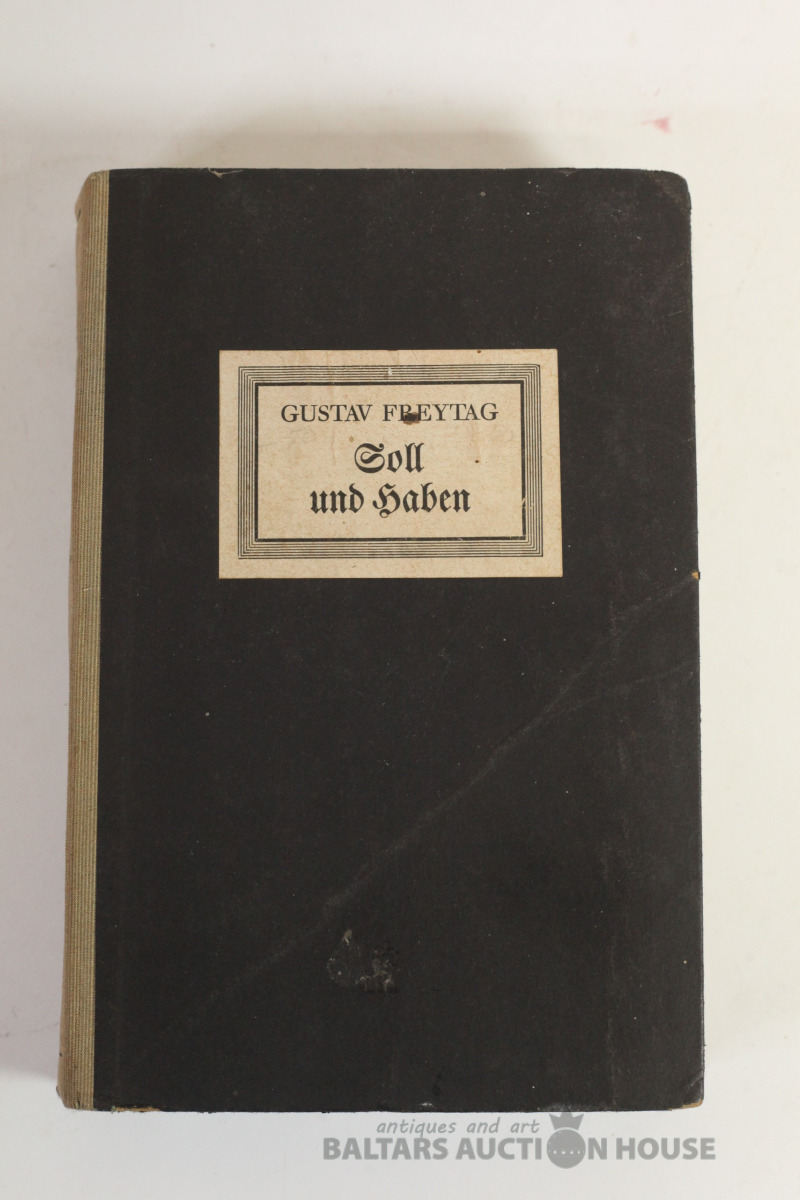 GUSTAV FREYTAG
Soll
und Haben
antiques and art
BALTARS AUCTION HOUSE